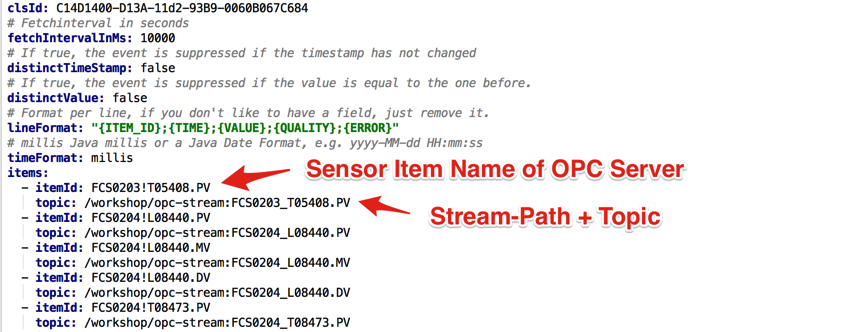 clsId: C14D1400-D13A-11d2-93B9-0060B067C684
# Fetchinterval in seconds
fetchIntervalInMs: 10000
# If true, the event is suppressed if the timestamp has not changed
distinctTimeStamp: false
# If true, the event is suppressed if the value is equal to the one before.
distinctValue: false
# Format per line, if you don't like to have a field, just remove it.
lineFormat: "{ITEM_ID};{TIME};{VALUE};{QUALITY};{ERROR}"
# millis Java millis or a Java Date Format, e.g. yyyy-MM-dd HH:mm:ss
timeFormat: millis
items:
Sensor Item Name of OPC Server
- itemId: FCS0203!T05408.PV
topic: /workshop/opc-stream:FCS0203_T05408.PV
Stream-Path + Topic
- itemId: FCS0204!L08440.PV
topic: /workshop/opc-stream:FCS0204_L08440.PV
- itemId: FCS0204!L08440.MV
topic: /workshop/opc-stream:FCS0204_L08440.MV
- itemId: FCS0204!L08440.DV
topic: /workshop/opc-stream:FCS0204_L08440.DV
- itemId: FCS0204!T08473.PV
topic: /workshop/opc-stream:FCS0204_T08473.PV